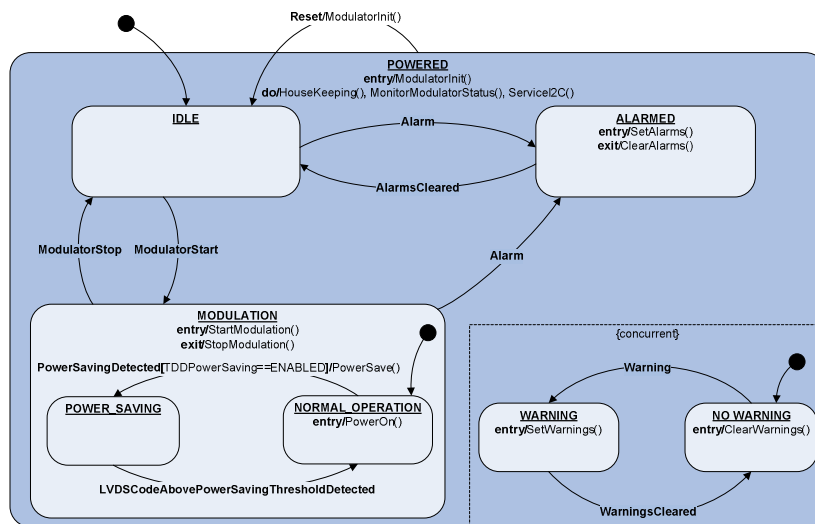 Reset/ModulatorInit()
POWERED
entry/ModulatorInit()
do/HouseKeeping(), MonitorModulatorStatus(), ServiceI2C()
IDLE
Alarm
ALARMED
entry/SetAlarms()
exit/ClearAlarms()
AlarmsCleared
ModulatorStop
ModulatorStart
Alarm
MODULATION
entry/StartModulation()
exit/StopModulation()
PowerSavingDetected[TDDPowerSaving==ENABLED]/PowerSave()
POWER_SAVING
NORMAL_OPERATION
entry/PowerOn()
LVDSCodeAbovePowerSavingThresholdDetected
{concurrent}
Warning
WARNING
entry/SetWarnings()
NO WARNING
entry/ClearWarnings()
WarningsCleared